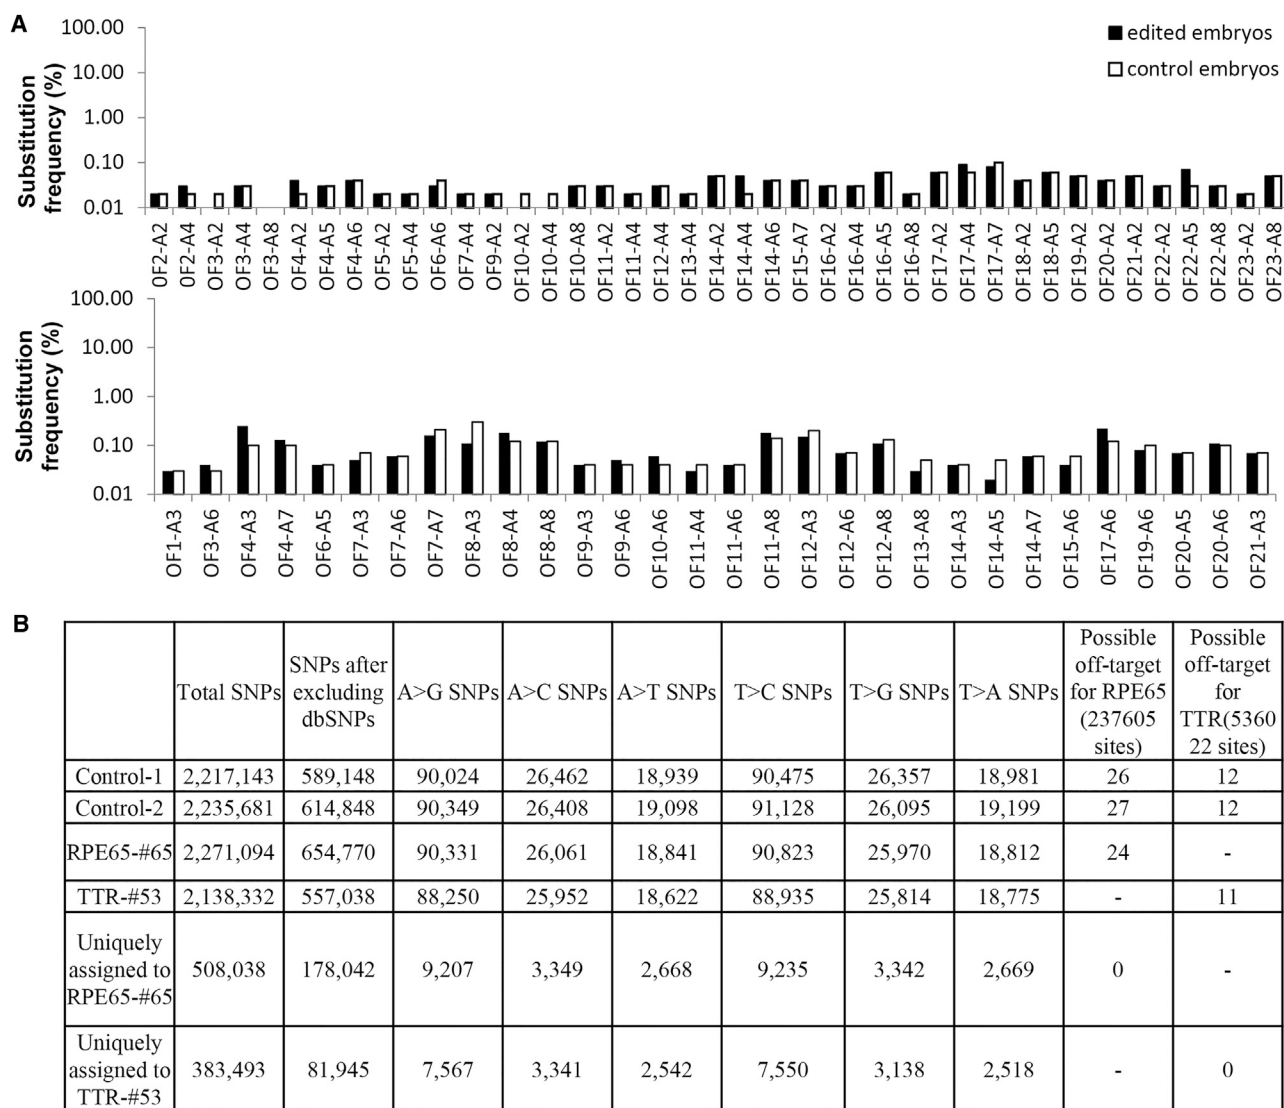 A
Substitution
frequency (%)
100.00
10.00
1.00
0.10
0.01
edited embryos
control embryos
0F2-A2
0F2-A4
OF3-A2
OF3-A4
OF3-A8
OF4-A2
OF4-A5
OF4-A6
OF5-A2
OF5-A4
OF6-A6
OF7-A4
OF9-A2
OF10-A2
OF10-A4
OF10-A8
OF11-A2
OF11-A4
OF12-A4
OF13-A4
OF14-A2
OF14-A4
OF14-A6
OF15-A7
OF16-A2
OF16-A4
OF16-A5
OF16-A8
OF17-A2
OF17-A4
OF17-A7
OF18-A2
OF18-A5
OF19-A2
OF20-A2
OF21-A2
OF22-A2
OF22-A5
OF22-A8
OF23-A2
OF23-A8
Substitution
frequency (%)
100.00
10.00
1.00
0.10
0.01
OF1-A3
OF3-A6
OF4-A3
OF4-A7
OF6-A5
OF7-A3
OF7-A6
OF7-A7
OF8-A3
OF8-A4
OF8-A8
OF9-A3
OF9-A6
OF10-A6
OF11-A4
OF11-A6
OF11-A8
OF12-A3
OF12-A6
OF12-A8
OF13-A8
OF14-A3
OF14-A5
OF14-A7
OF15-A6
0F17-A6
OF19-A6
OF20-A5
OF20-A6
OF21-A3
B
Total SNPs
SNPs after
excluding
dbSNPs
A>G SNPs
A>C SNPs
A>T SNPs
T>C SNPs
T>G SNPs
T>A SNPs
Possible
off-target
for RPE65
(237605
sites)
Possible
off-target
for
TTR(5360
22 sites)
Control-1 2,217,143 589,148 90,024 26,462 18,939 90,475 26,357 18,981 26 12
Control-2 2,235,681 614,848 90,349 26,408 19,098 91,128 26,095 19,199 27 12
RPE65-#65 2,271,094 654,770 90,331 26,061 18,841 90,823 25,970 18,812 24 -
TTR-#53 2,138,332 557,038 88,250 25,952 18,622 88,935 25,814 18,775 - 11
Uniquely
assigned to
RPE65-#65
508,038 178,042 9,207 3,349 2,668 9,235 3,342 2,669 0 -
Uniquely
assigned to
TTR-#53
383,493 81,945 7,567 3,341 2,542 7,550 3,138 2,518 - 0